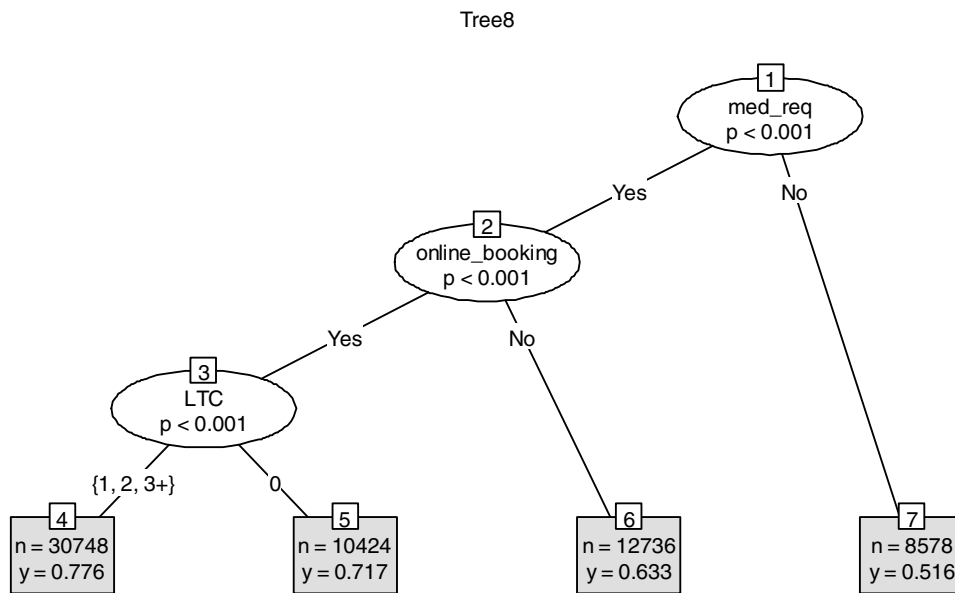 Tree8
1
med_req
p < 0.001
Yes
No
2
online_booking
p < 0.001
Yes
No
3
LTC
p < 0.001
{1, 2, 3+}
0
4
n = 30748
y = 0.776
5
n = 10424
y = 0.717
6
n = 12736
y = 0.633
7
n = 8578
y = 0.516